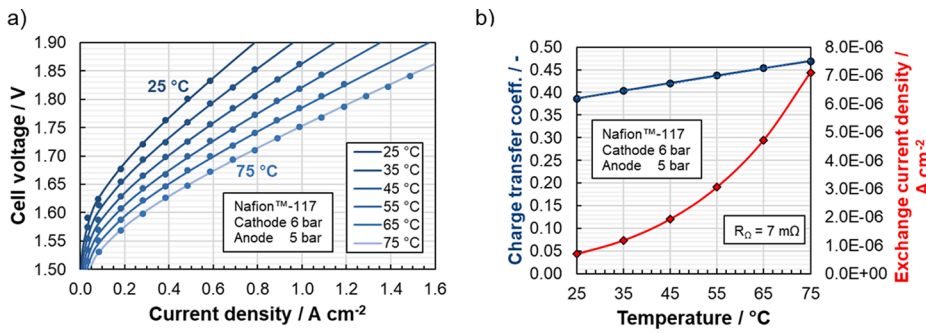 a)
Cell voltage / V
1.90
1.85
1.80
1.75
1.70
1.65
1.60
1.55
1.50
25 °C
75 °C
Nafion™-117
Cathode 6 bar
Anode 5 bar
25 °C
35 °C
45 °C
55 °C
65 °C
75 °C
0.0 0.2 0.4 0.6 0.8 1.0 1.2 1.4 1.6
Current density / A cm-2
b)
Charge transfer coeff. / -
0.50
0.45
0.40
0.35
0.30
0.25
0.20
0.15
0.10
0.05
0.00
Nafion™-117
Cathode 6 bar
Anode 5 bar
RΩ = 7 mΩ
8.0E-06
7.0E-06
6.0E-06
5.0E-06
4.0E-06
3.0E-06
2.0E-06
1.0E-06
0.0E+00
Exchange current density /
A cm-2
25 35 45 55 65 75
Temperature / °C